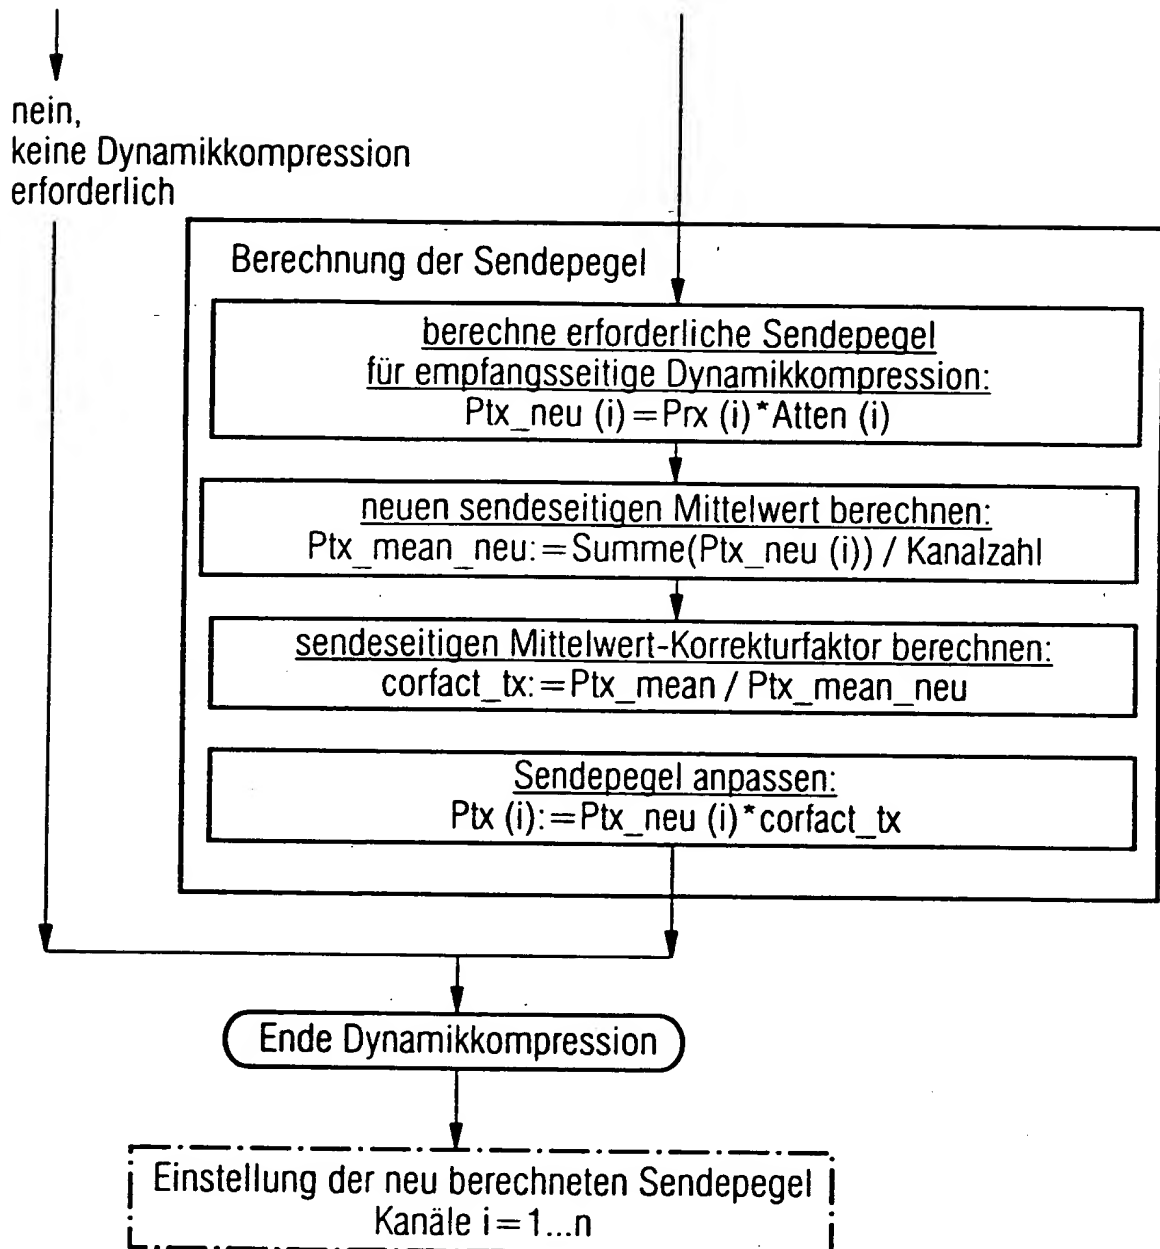 nein,
keine Dynamikkompression
erforderlich
Berechnung der Sendepegel
berechne erforderliche Sendepegel
für empfangsseitige Dynamikkompression:
Ptx_neu (i)=Prx (i)*Atten (i)
neuen sendeseitigen Mittelwert berechnen:
Ptx_mean_neu:=Summe(Ptx_neu (i)) / Kanalzahl
sendeseitigen Mittelwert-Korrekturfaktor berechnen:
corfact_tx:=Ptx_mean / Ptx_mean_neu
Sendepegel anpassen:
Ptx (i):=Ptx_neu (i)*corfact_tx
Ende Dynamikkompression
Einstellung der neu berechneten Sendepegel
Kanäle i=1...n